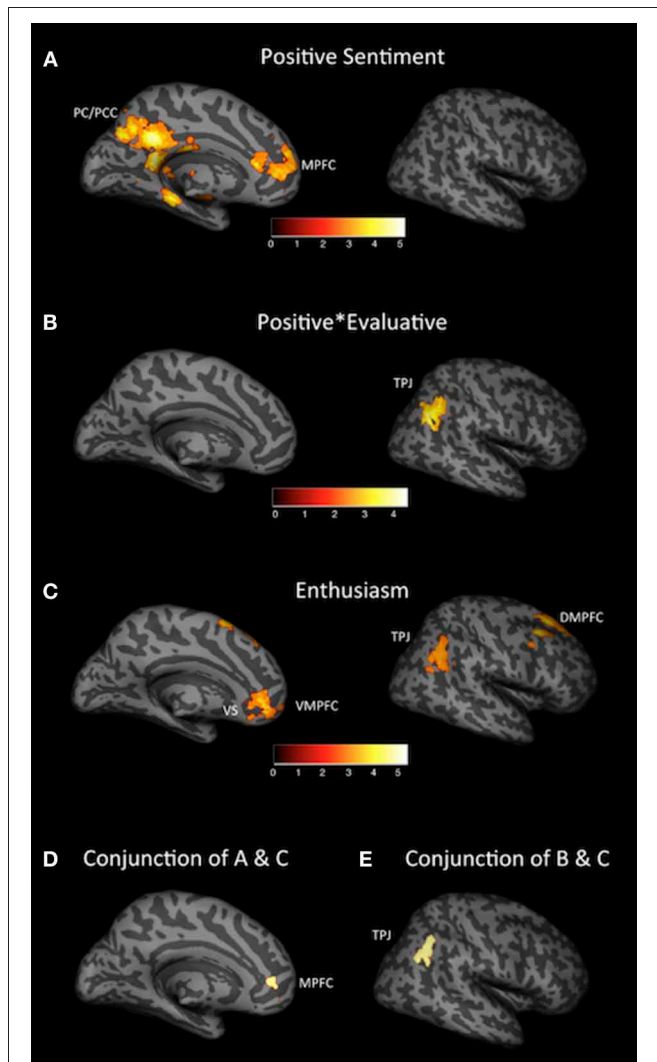 A Positive Sentiment
PC/PCC
MPFC
0 1 2 3 4 5
B Positive*Evaluative
TPJ
0 1 2 3 4
C Enthusiasm
DMPFC
TPJ
VS VMPFC
0 1 2 3 4 5
D Conjunction of A & C
E Conjunction of B & C
TPJ
MPFC